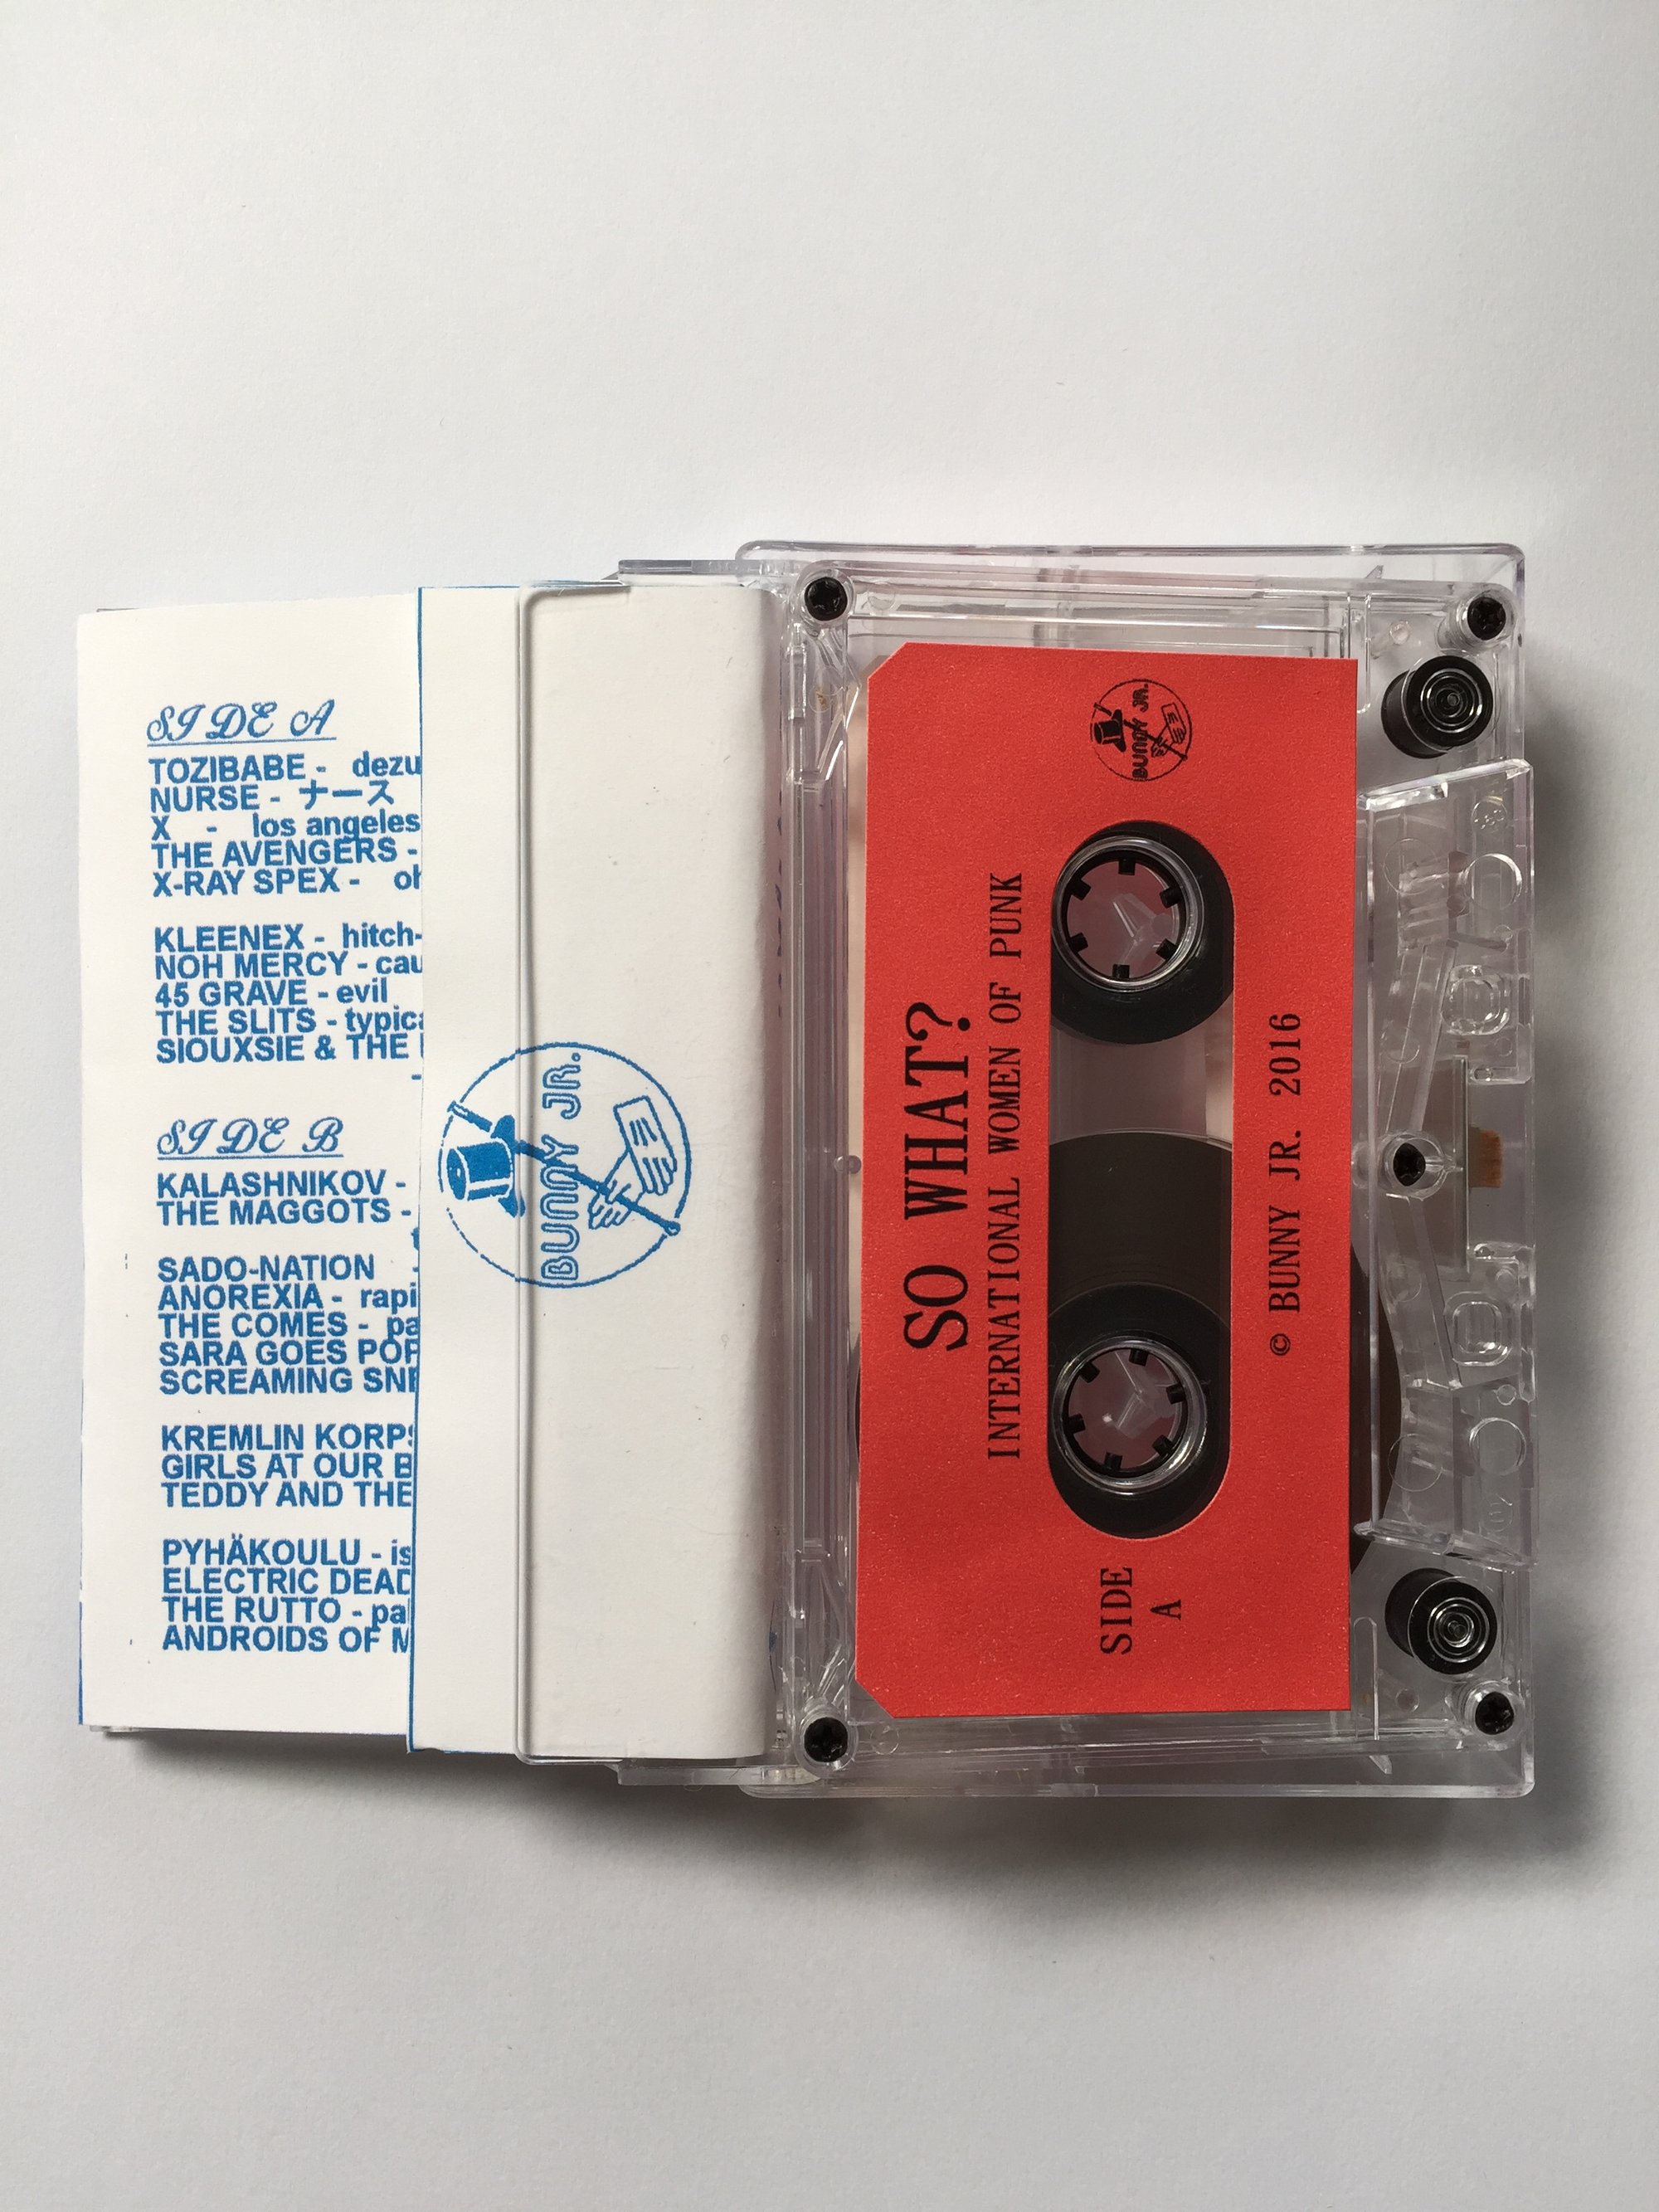 SIDE A
TOZIBABE - dezu
NURSE - ナース
X - los angeles
THE AVENGERS -
X-RAY SPEX - oh
KLEENEX - hitch-
NOH MERCY - cau
45 GRAVE - evil
THE SLITS - typica
SIOUXSIE & THE
-
SIDE B
KALASHNIKOV -
THE MAGGOTS -
SADO-NATION -
ANOREXIA - rapi
THE COMES - pa
SARA GOES POP
SCREAMING SNE
KREMLIN KORPS
GIRLS AT OUR B
TEDDY AND THE
PYHÄKOULU - is
ELECTRIC DEAD
THE RUTTO - pa
ANDROIDS OF M
BUNNY JR.
SO WHAT?
INTERNATIONAL WOMEN OF PUNK
BUNNY JR.
SIDE
A
© BUNNY JR. 2016